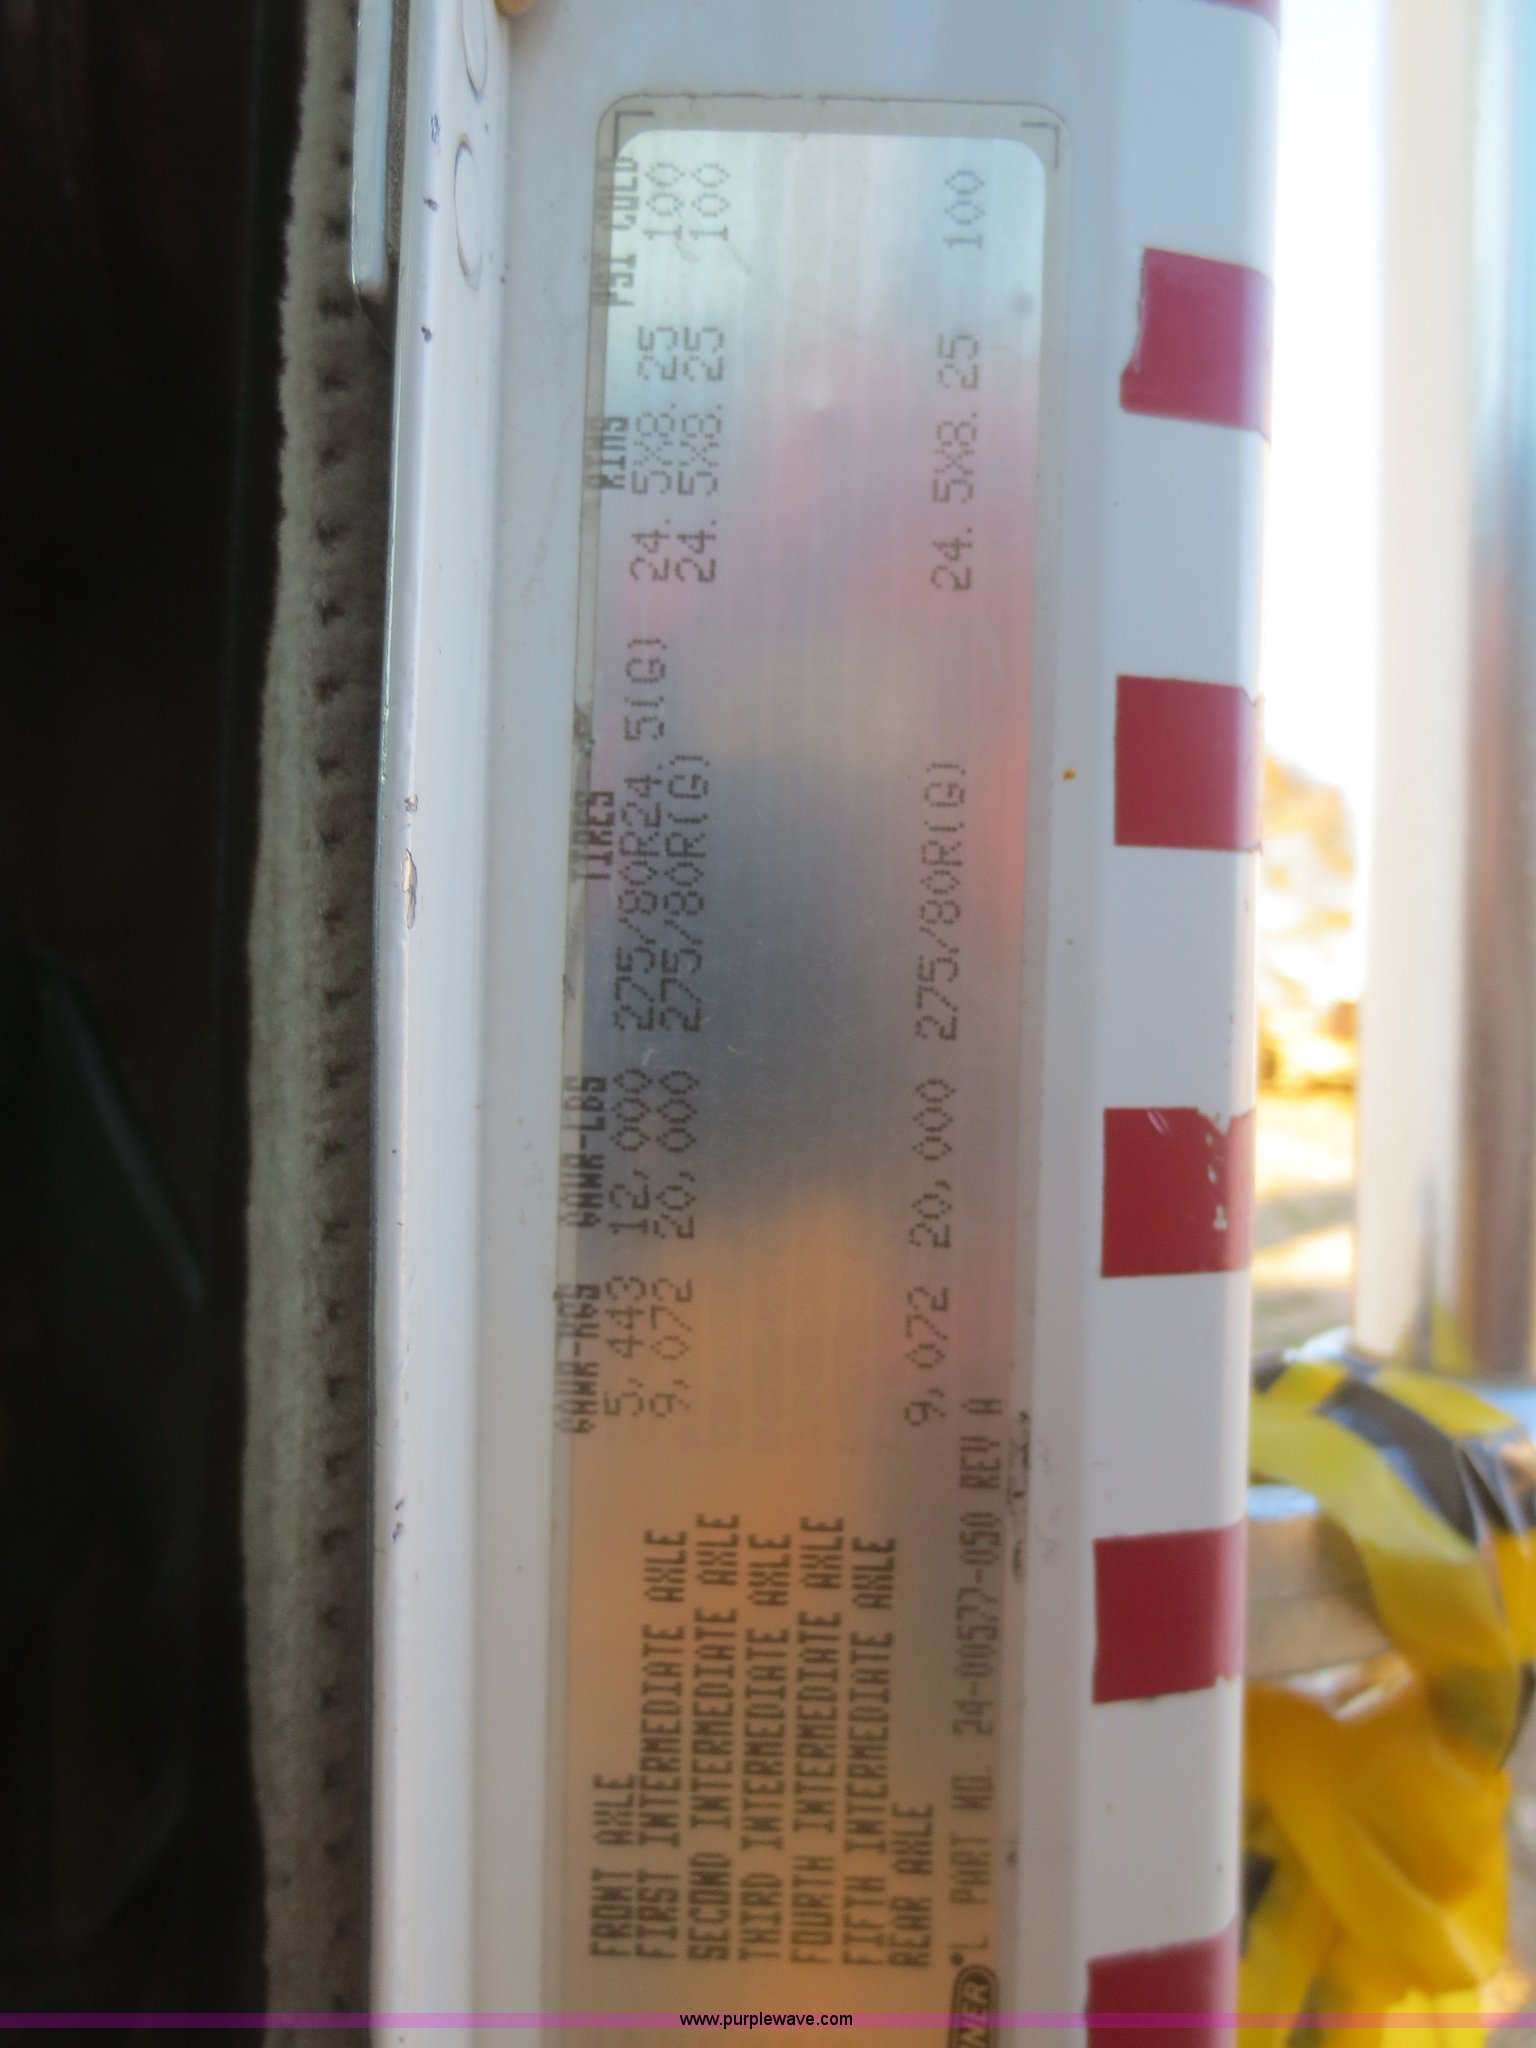 GAWR-KGS GAWR-LBS TIRES RIMS PSI COLD
FRONT AXLE 5,443 12,000 275/80R24.5(G) 24.5X8.25 100
FIRST INTERMEDIATE AXLE 9,072 20,000 275/80R(G) 24.5X8.25 100
SECOND INTERMEDIATE AXLE
THIRD INTERMEDIATE AXLE
FOURTH INTERMEDIATE AXLE
FIFTH INTERMEDIATE AXLE
REAR AXLE 9,072 20,000 275/80R(G) 24.5X8.25 100
PART NO. 24-00577-050 REV A
www.purplewave.com